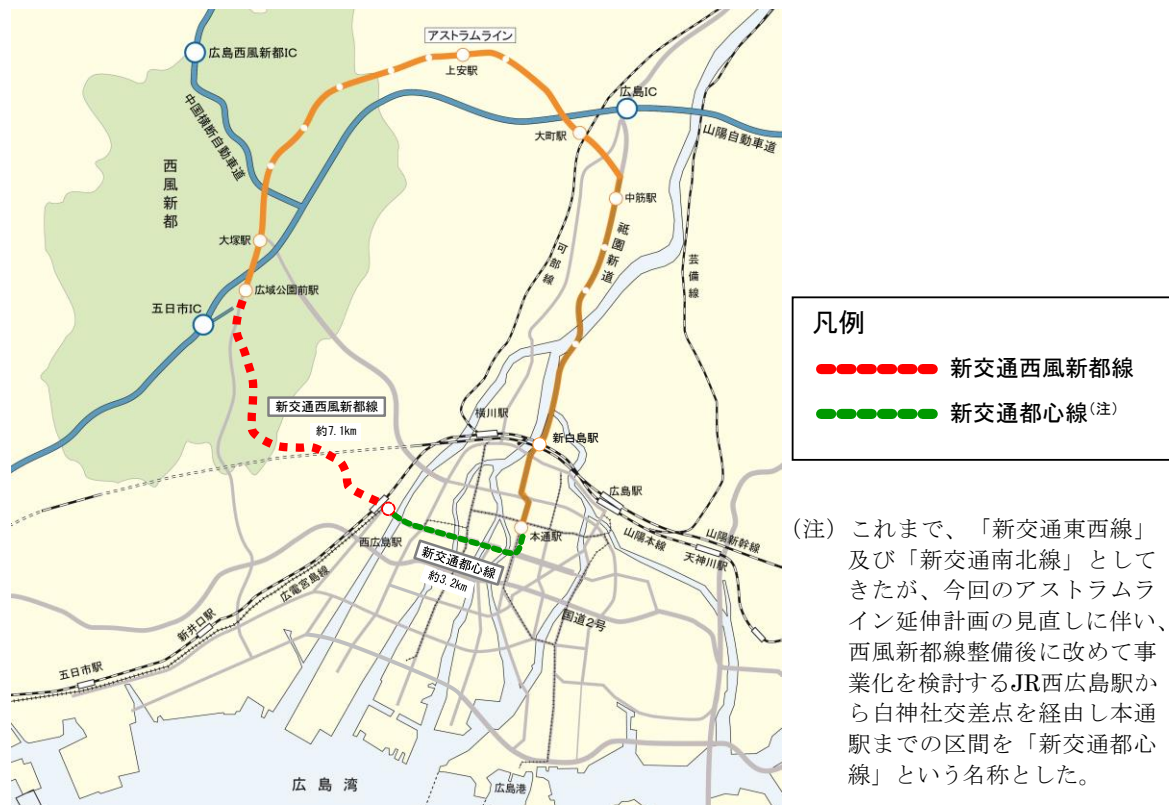 アストラムライン
広島西風新都IC
上安駅
広島IC
中国横断自動車道
大町駅
山陽自動車道
西風新都
中筋駅
祇園新道
大塚駅
可部線
芸備線
広域公園前駅
五日市IC
新交通西風新都線
約7.1km
横川駅
新白島駅
広島駅
本通駅
山陽本線
山陽新幹線
天神川駅
西広島駅
新交通都心線
約3.2km
広電宮島線
国道2号
新井口駅
五日市駅
広島湾
広島港
凡例
新交通西風新都線
新交通都心線(注)
(注) これまで、「新交通東西線」
及び「新交通南北線」として
きたが、今回のアストラムラ
イン延伸計画の見直しに伴い、
西風新都線整備後に改めて事
業化を検討するJR西広島駅か
ら白神社交差点を経由し本通
駅までの区間を「新交通都心
線」という名称とした。